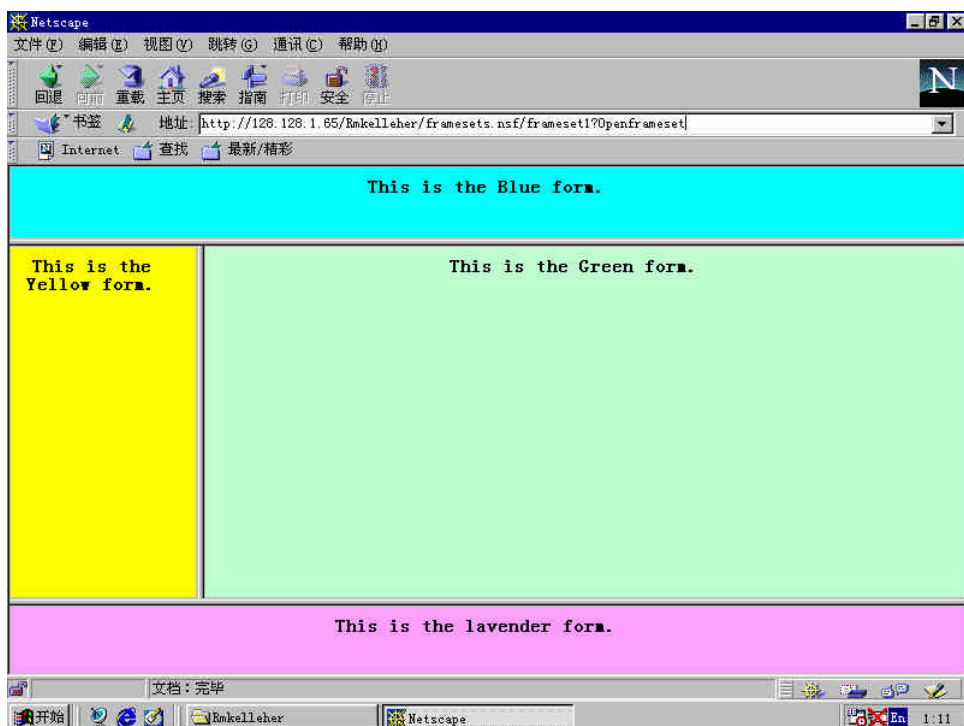 Netscape
文件(F) 编辑(E) 视图(V) 跳转(G) 通讯(C) 帮助(H)
回退 向前 重载 主页 搜索 指南 打印 安全 停止
N
书签 地址: http://128.128.1.65/Rmkelleher/framesets.nsf/frameset1?Openframeset
Internet 查找 最新/精彩
This is the Blue form.
This is the
Yellow form.
This is the Green form.
This is the lavender form.
文档:完毕
开始 Rmkelleher Netscape En 1:11